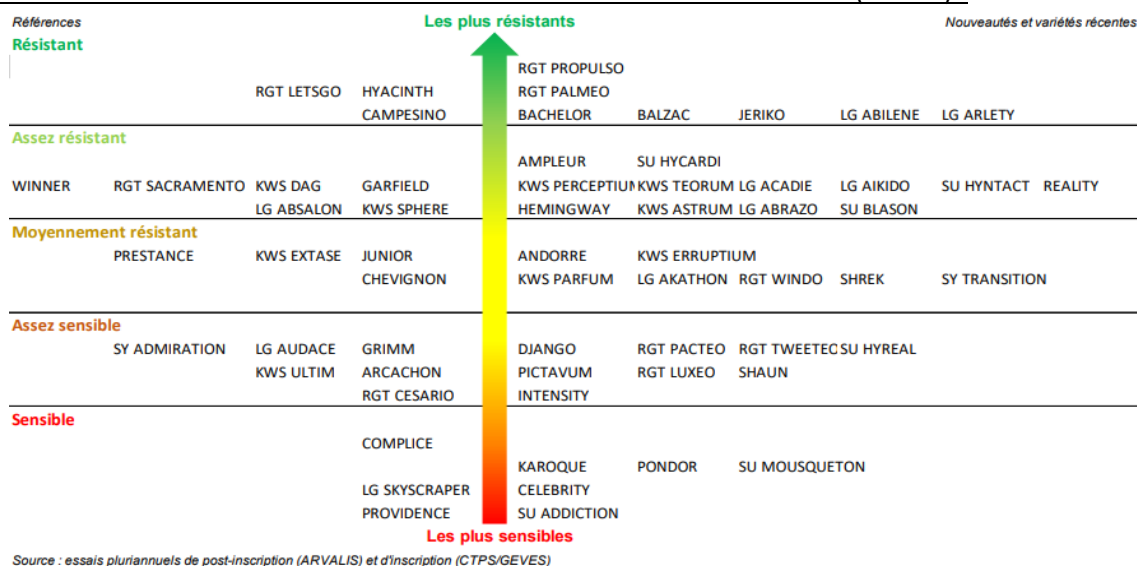 Références Les plus résistants Nouveautés et variétés récentes
Résistant
RGT PROPULSO
RGT LETSGO HYACINTH RGT PALMEO
CAMPESINO BACHELOR BALZAC JERIKO LG ABILENE LG ARLETY
Assez résistant
AMPLEUR SU HYCARDI
WINNER RGT SACRAMENTO KWS DAG GARFIELD KWS PERCEPTIUM KWS TEORUM LG ACADIE LG AIKIDO SU HYNTACT REALITY
LG ABSALON KWS SPHERE HEMINGWAY KWS ASTRUM LG ABRAZO SU BLASON
Moyennement résistant
PRESTANCE KWS EXTASE JUNIOR ANDORRE KWS ERRUPTIUM
CHEVIGNON KWS PARFUM LG AKATHON RGT WINDO SHREK SY TRANSITION
Assez sensible
SY ADMIRATION LG AUDACE GRIMM DJANGO RGT PACTEO RGT TWEETEO SU HYREAL
KWS ULTIM ARCACHON PICTAVUM RGT LUXEO SHAUN
RGT CESARIO INTENSITY
Sensible
COMPLICE
KAROQUE PONDOR SU MOUSQUETON
LG SKYSCRAPER CELEBRITY
PROVIDENCE SU ADDICTION
Les plus sensibles
Source : essais pluriannuels de post-inscription (ARVALIS) et d'inscription (CTPS/GEVES)